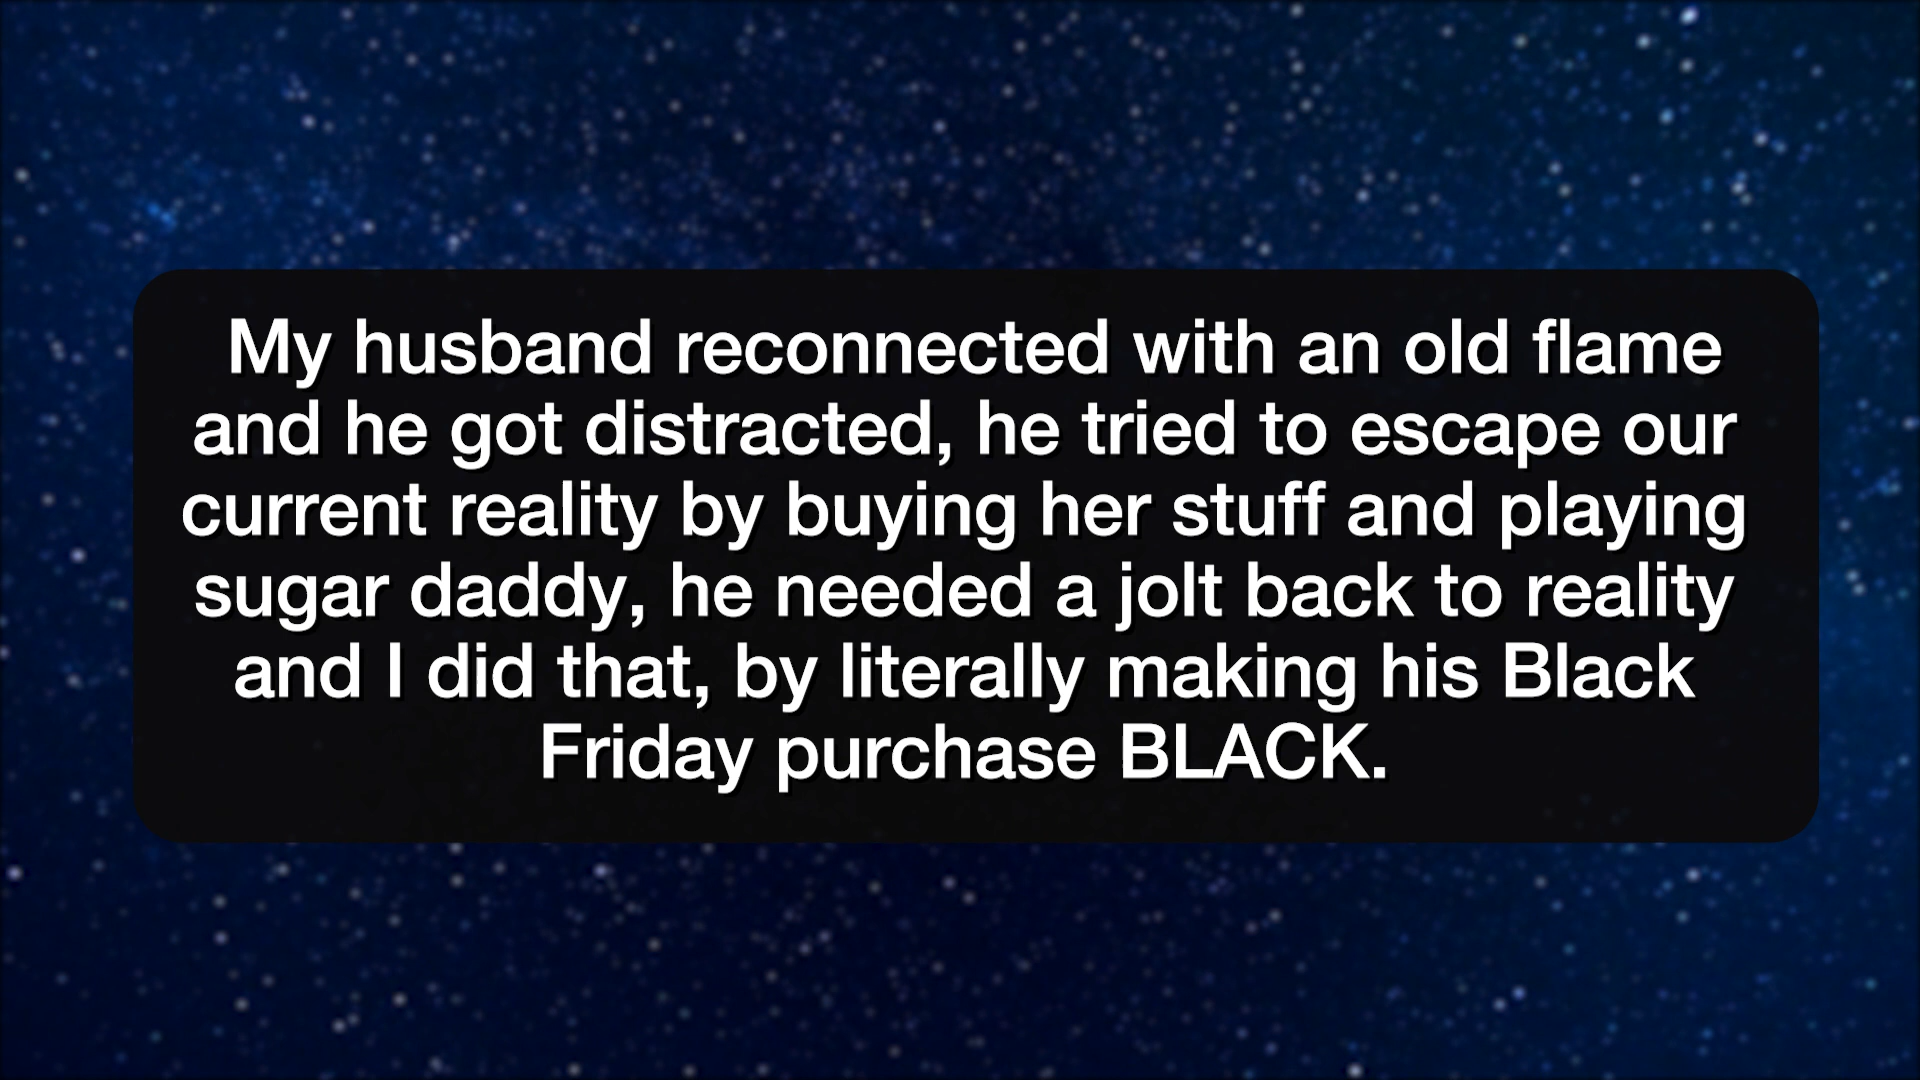 My husband reconnected with an old flame
and he got distracted, he tried to escape our
current reality by buying her stuff and playing
sugar daddy, he needed a jolt back to reality
and I did that, by literally making his Black
Friday purchase BLACK.